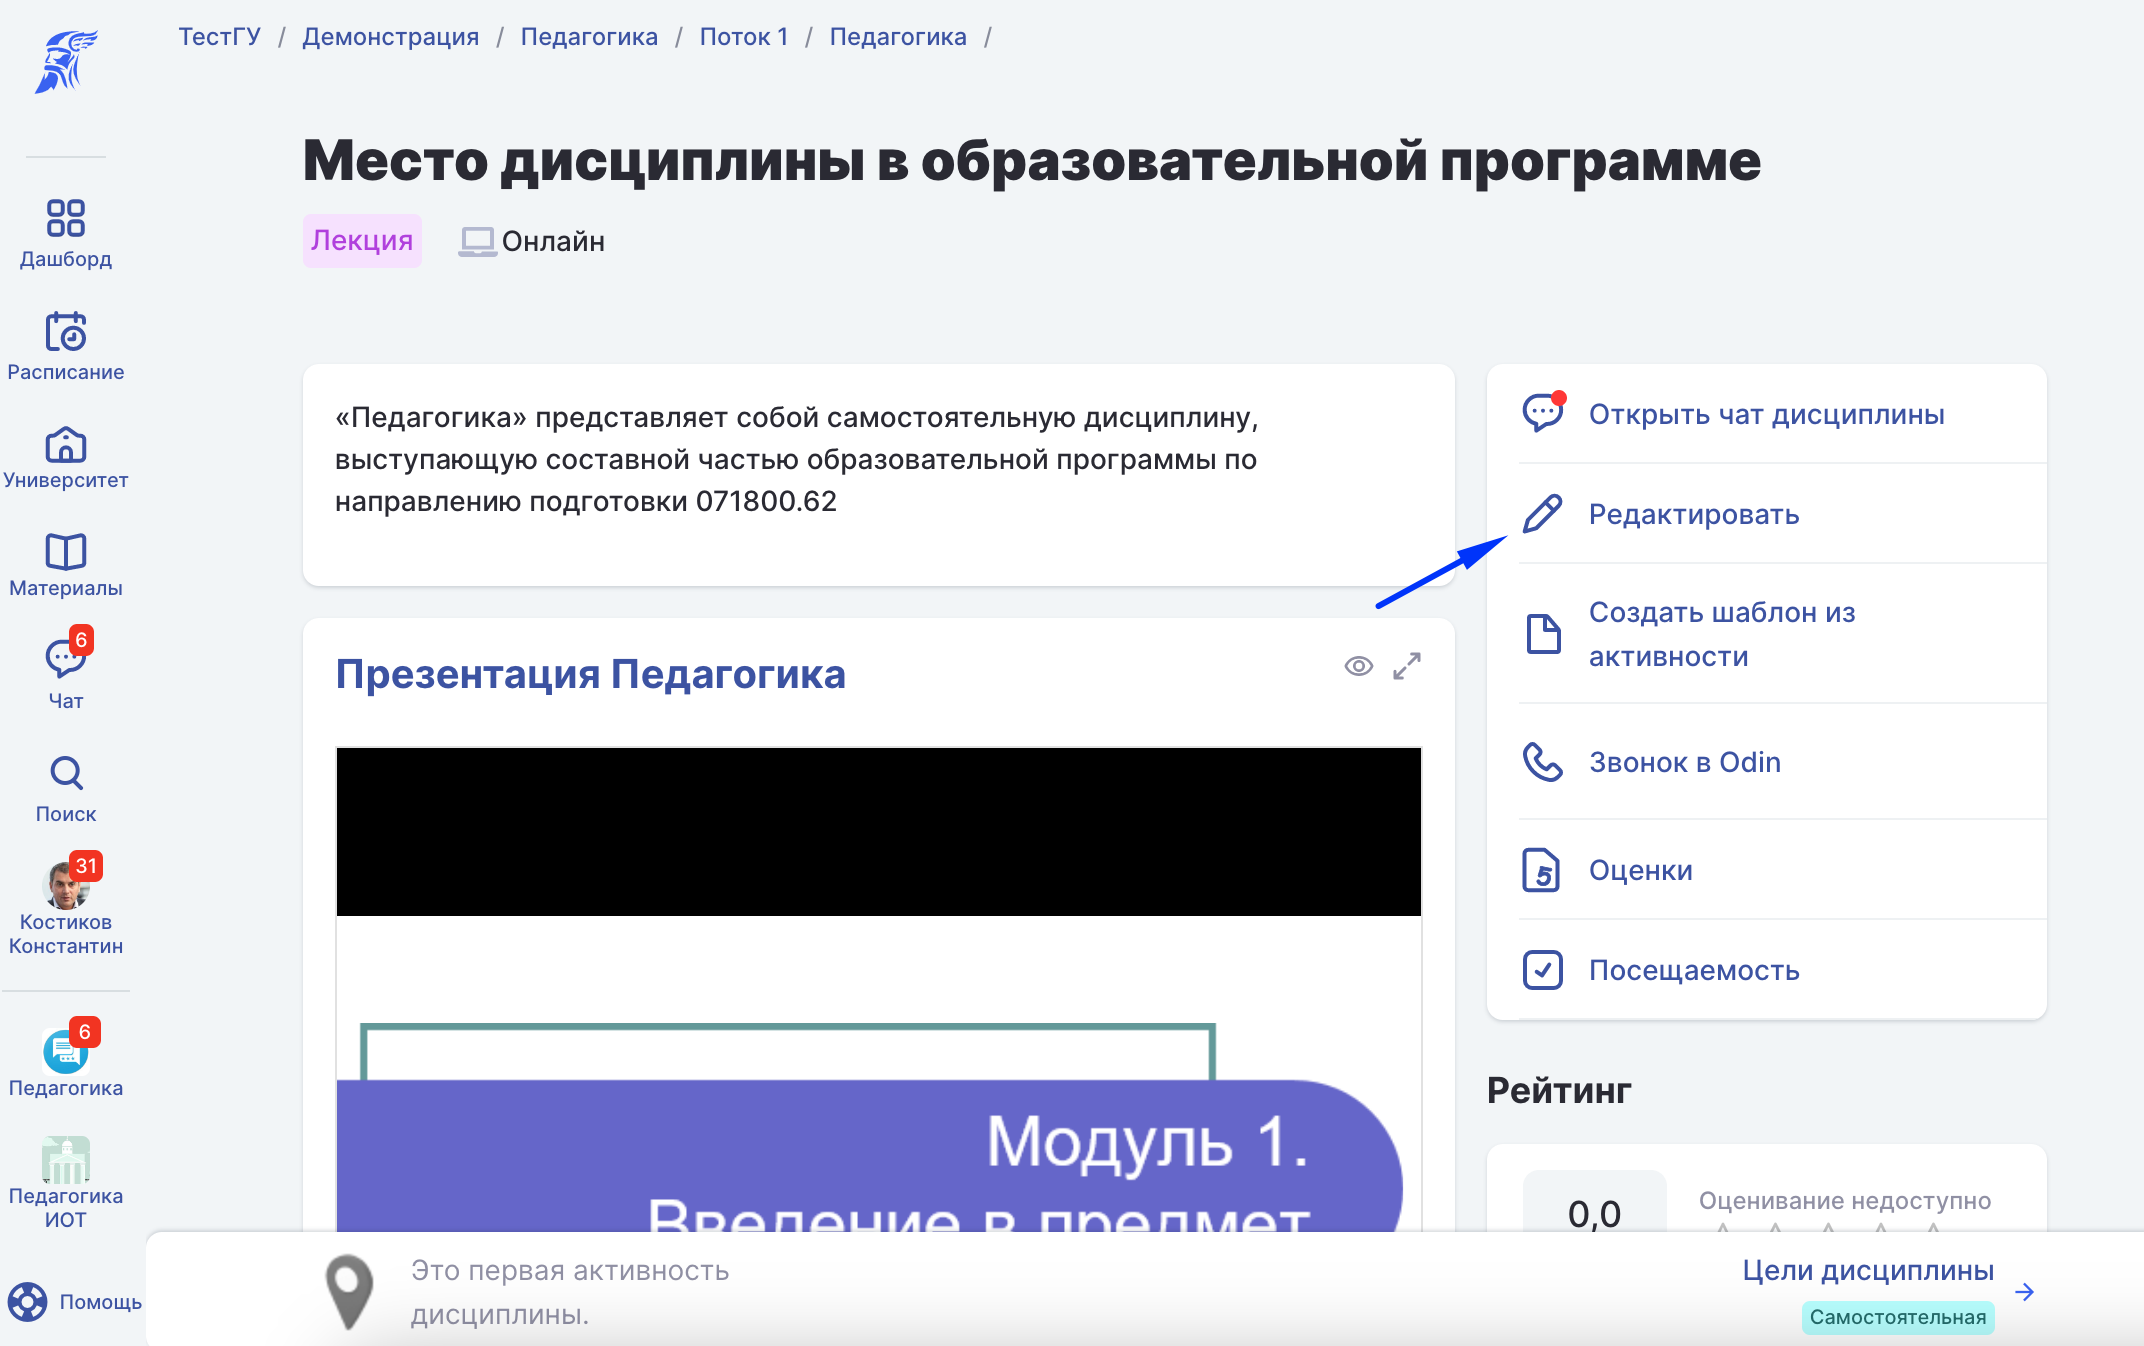 ТестГУ / Демонстрация / Педагогика / Поток 1 / Педагогика /
Место дисциплины в образовательной программе
Лекция
Онлайн
Дашборд
Расписание
Университет
Материалы
6
Чат
Поиск
31
Костиков
Константин
6
Педагогика
Педагогика
ИОТ
Помощь
«Педагогика» представляет собой самостоятельную дисциплину,
выступающую составной частью образовательной программы по
направлению подготовки 071800.62
Презентация Педагогика
Модуль 1.
Введение в предмет
Открыть чат дисциплины
Редактировать
Создать шаблон из
активности
Звонок в Odin
5
Оценки
Посещаемость
Рейтинг
0,0
Оценивание недоступно
Это первая активность
дисциплины.
Цели дисциплины
Самостоятельная